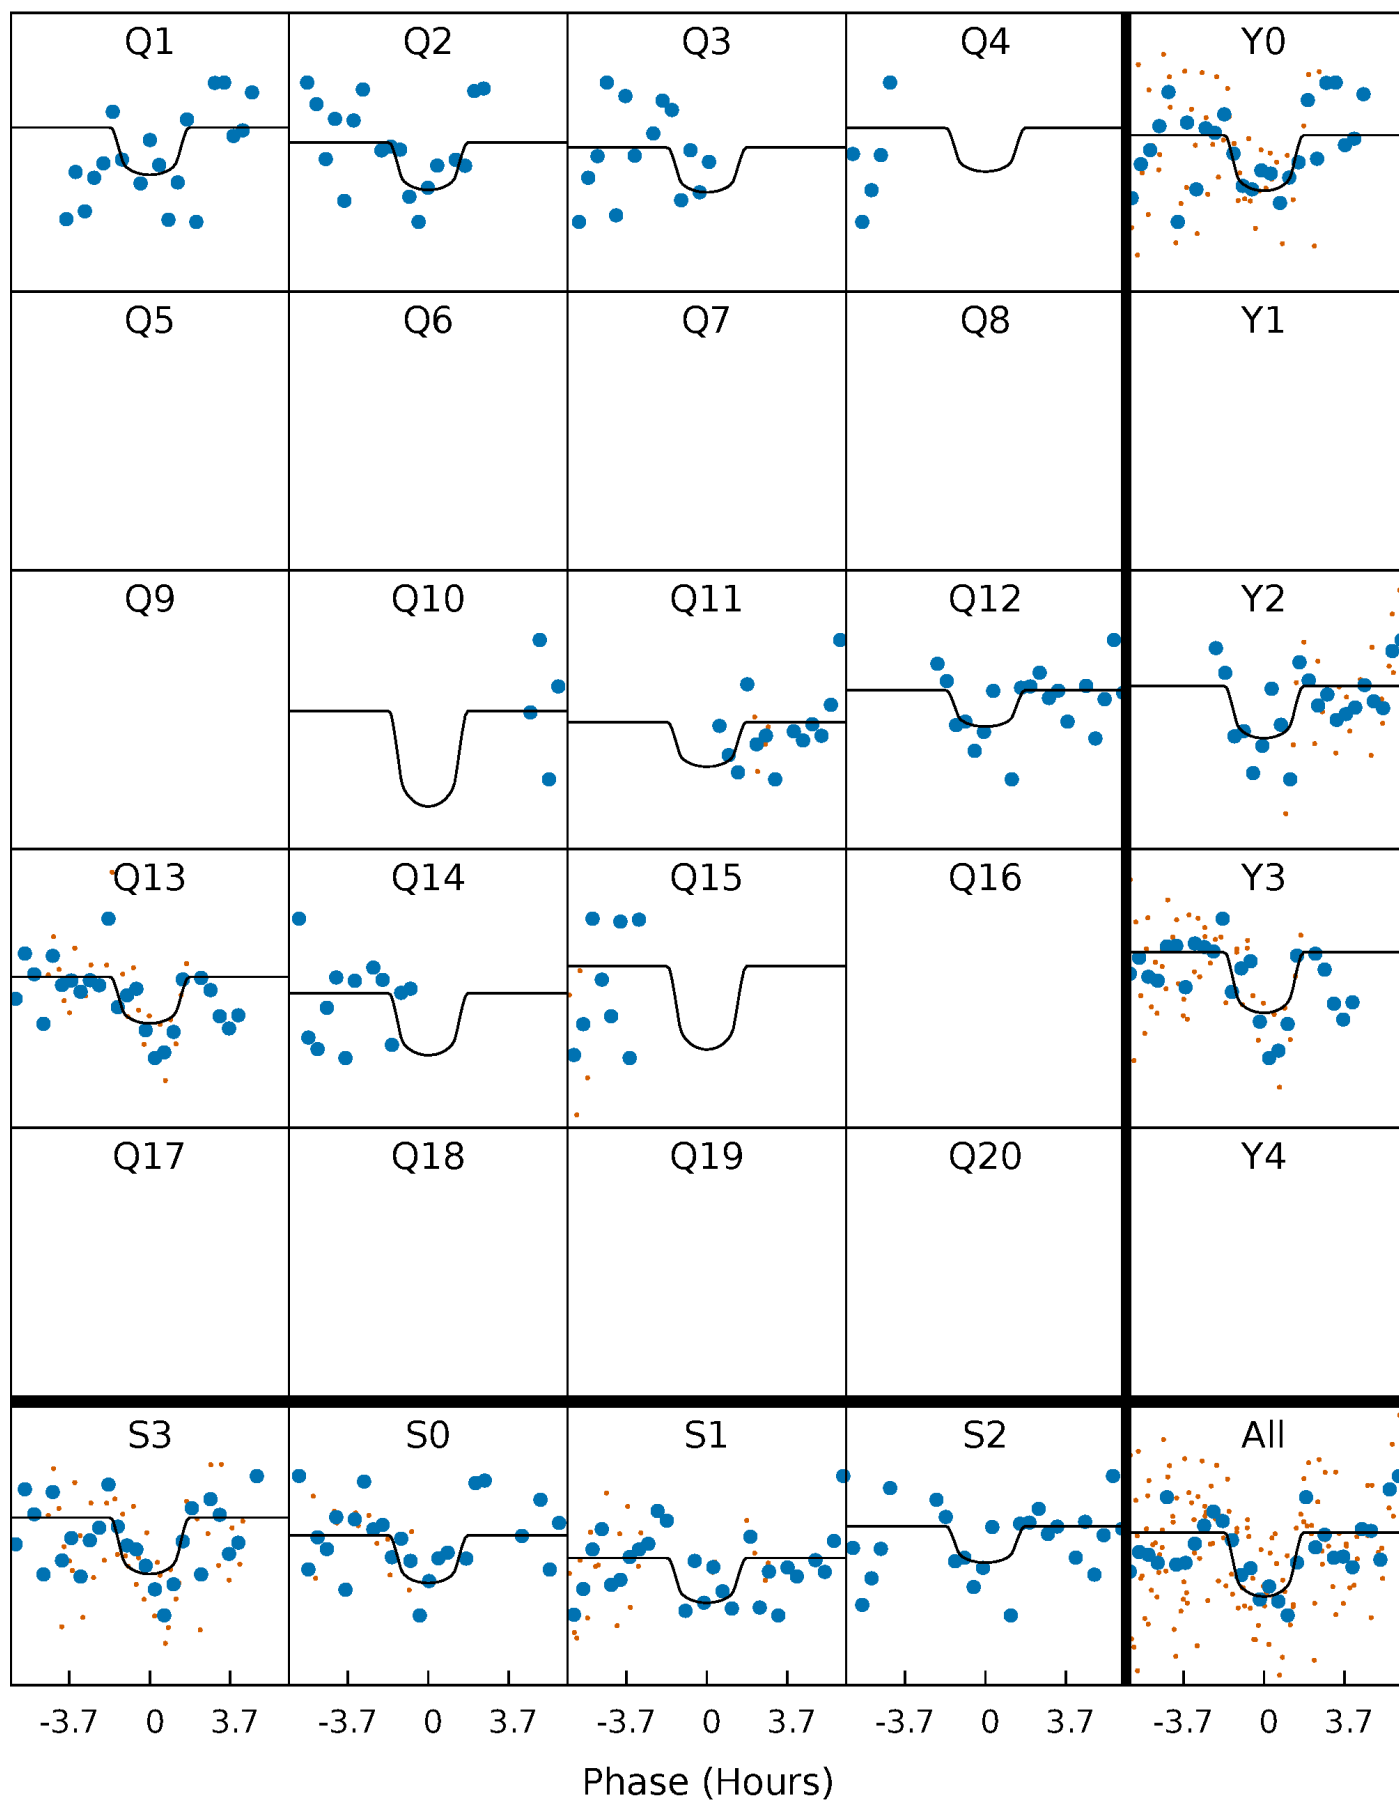 Q1 Q2 Q3 Q4 Y0
Q5 Q6 Q7 Q8 Y1
Q9 Q10 Q11 Q12 Y2
Q13 Q14 Q15 Q16 Y3
Q17 Q18 Q19 Q20 Y4
S3 S0 S1 S2 All
-3.7 0 3.7 -3.7 0 3.7 -3.7 0 3.7 -3.7 0 3.7 -3.7 0 3.7
Phase (Hours)